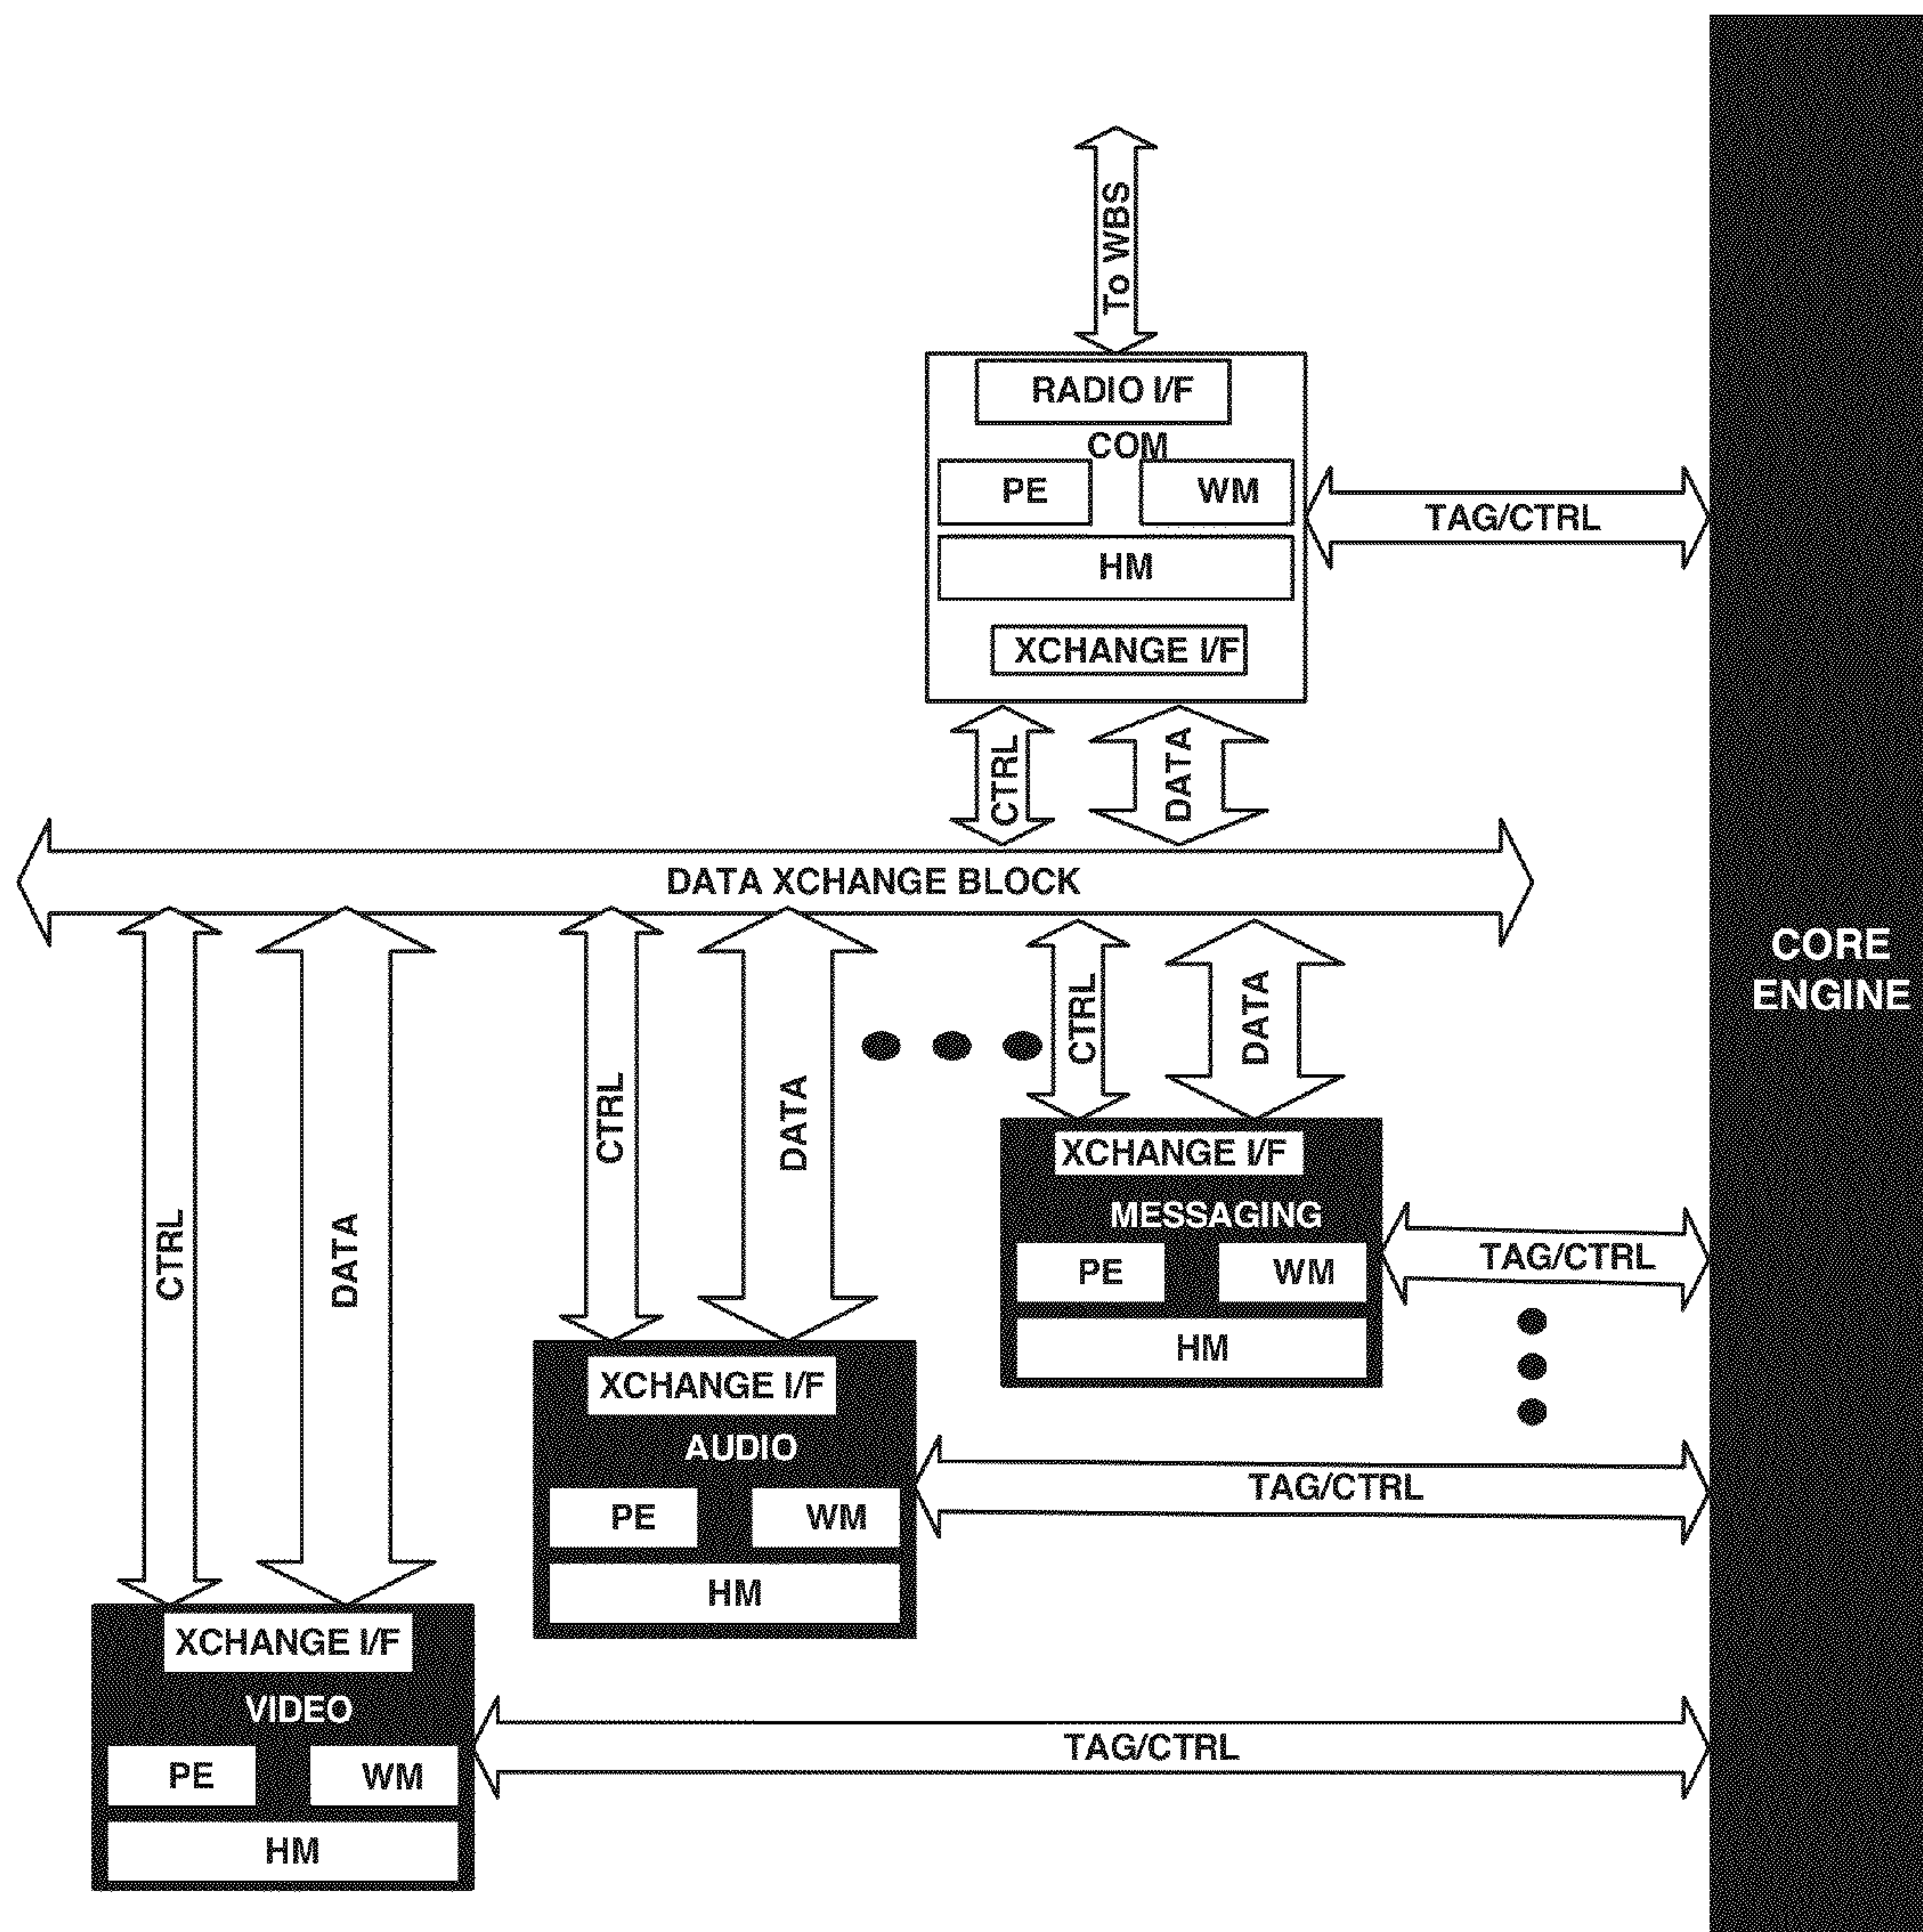 To WBS
RADIO I/F
COM
PE
WM
TAG/CTRL
HM
XCHANGE I/F
CTRL
DATA
DATA XCHANGE BLOCK
CORE
ENGINE
CTRL
DATA
CTRL
DATA
CTRL
DATA
XCHANGE I/F
MESSAGING
PE
WM
HM
TAG/CTRL
XCHANGE I/F
AUDIO
PE
WM
HM
TAG/CTRL
XCHANGE I/F
VIDEO
PE
WM
HM
TAG/CTRL